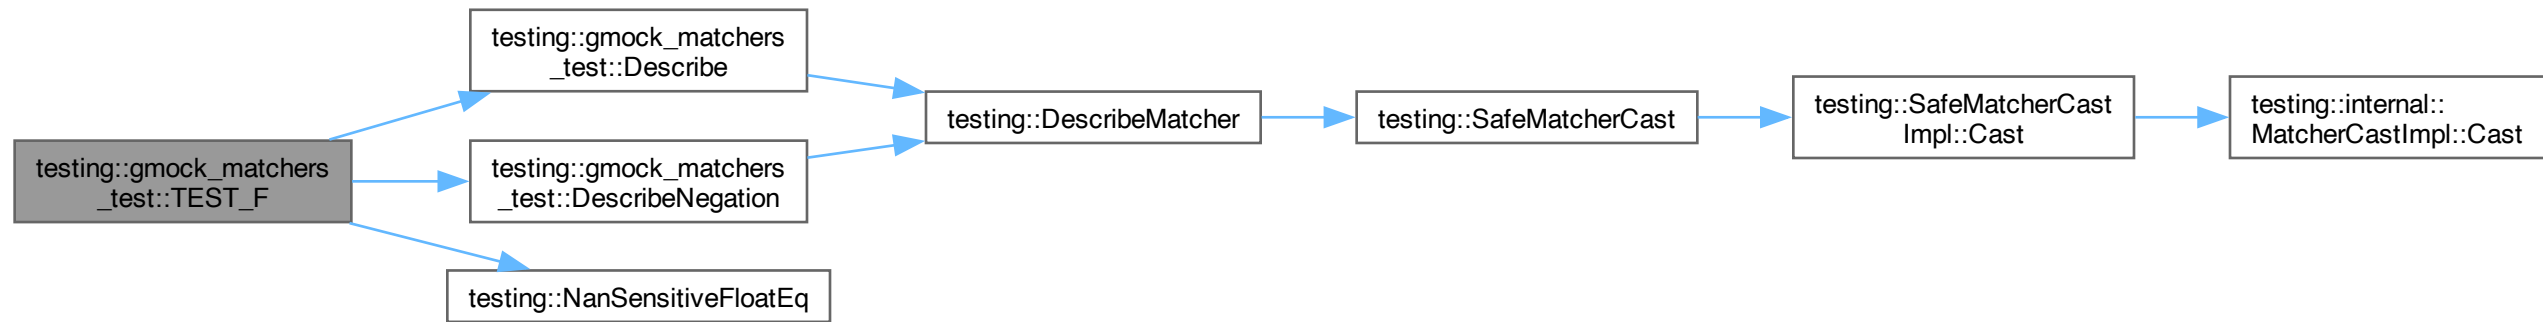 testing::gmock_matchers
_test::TEST_F
testing::gmock_matchers
_test::Describe
testing::gmock_matchers
_test::DescribeNegation
testing::NanSensitiveFloatEq
testing::DescribeMatcher
testing::SafeMatcherCast
testing::SafeMatcherCast
Impl::Cast
testing::internal::
MatcherCastImpl::Cast